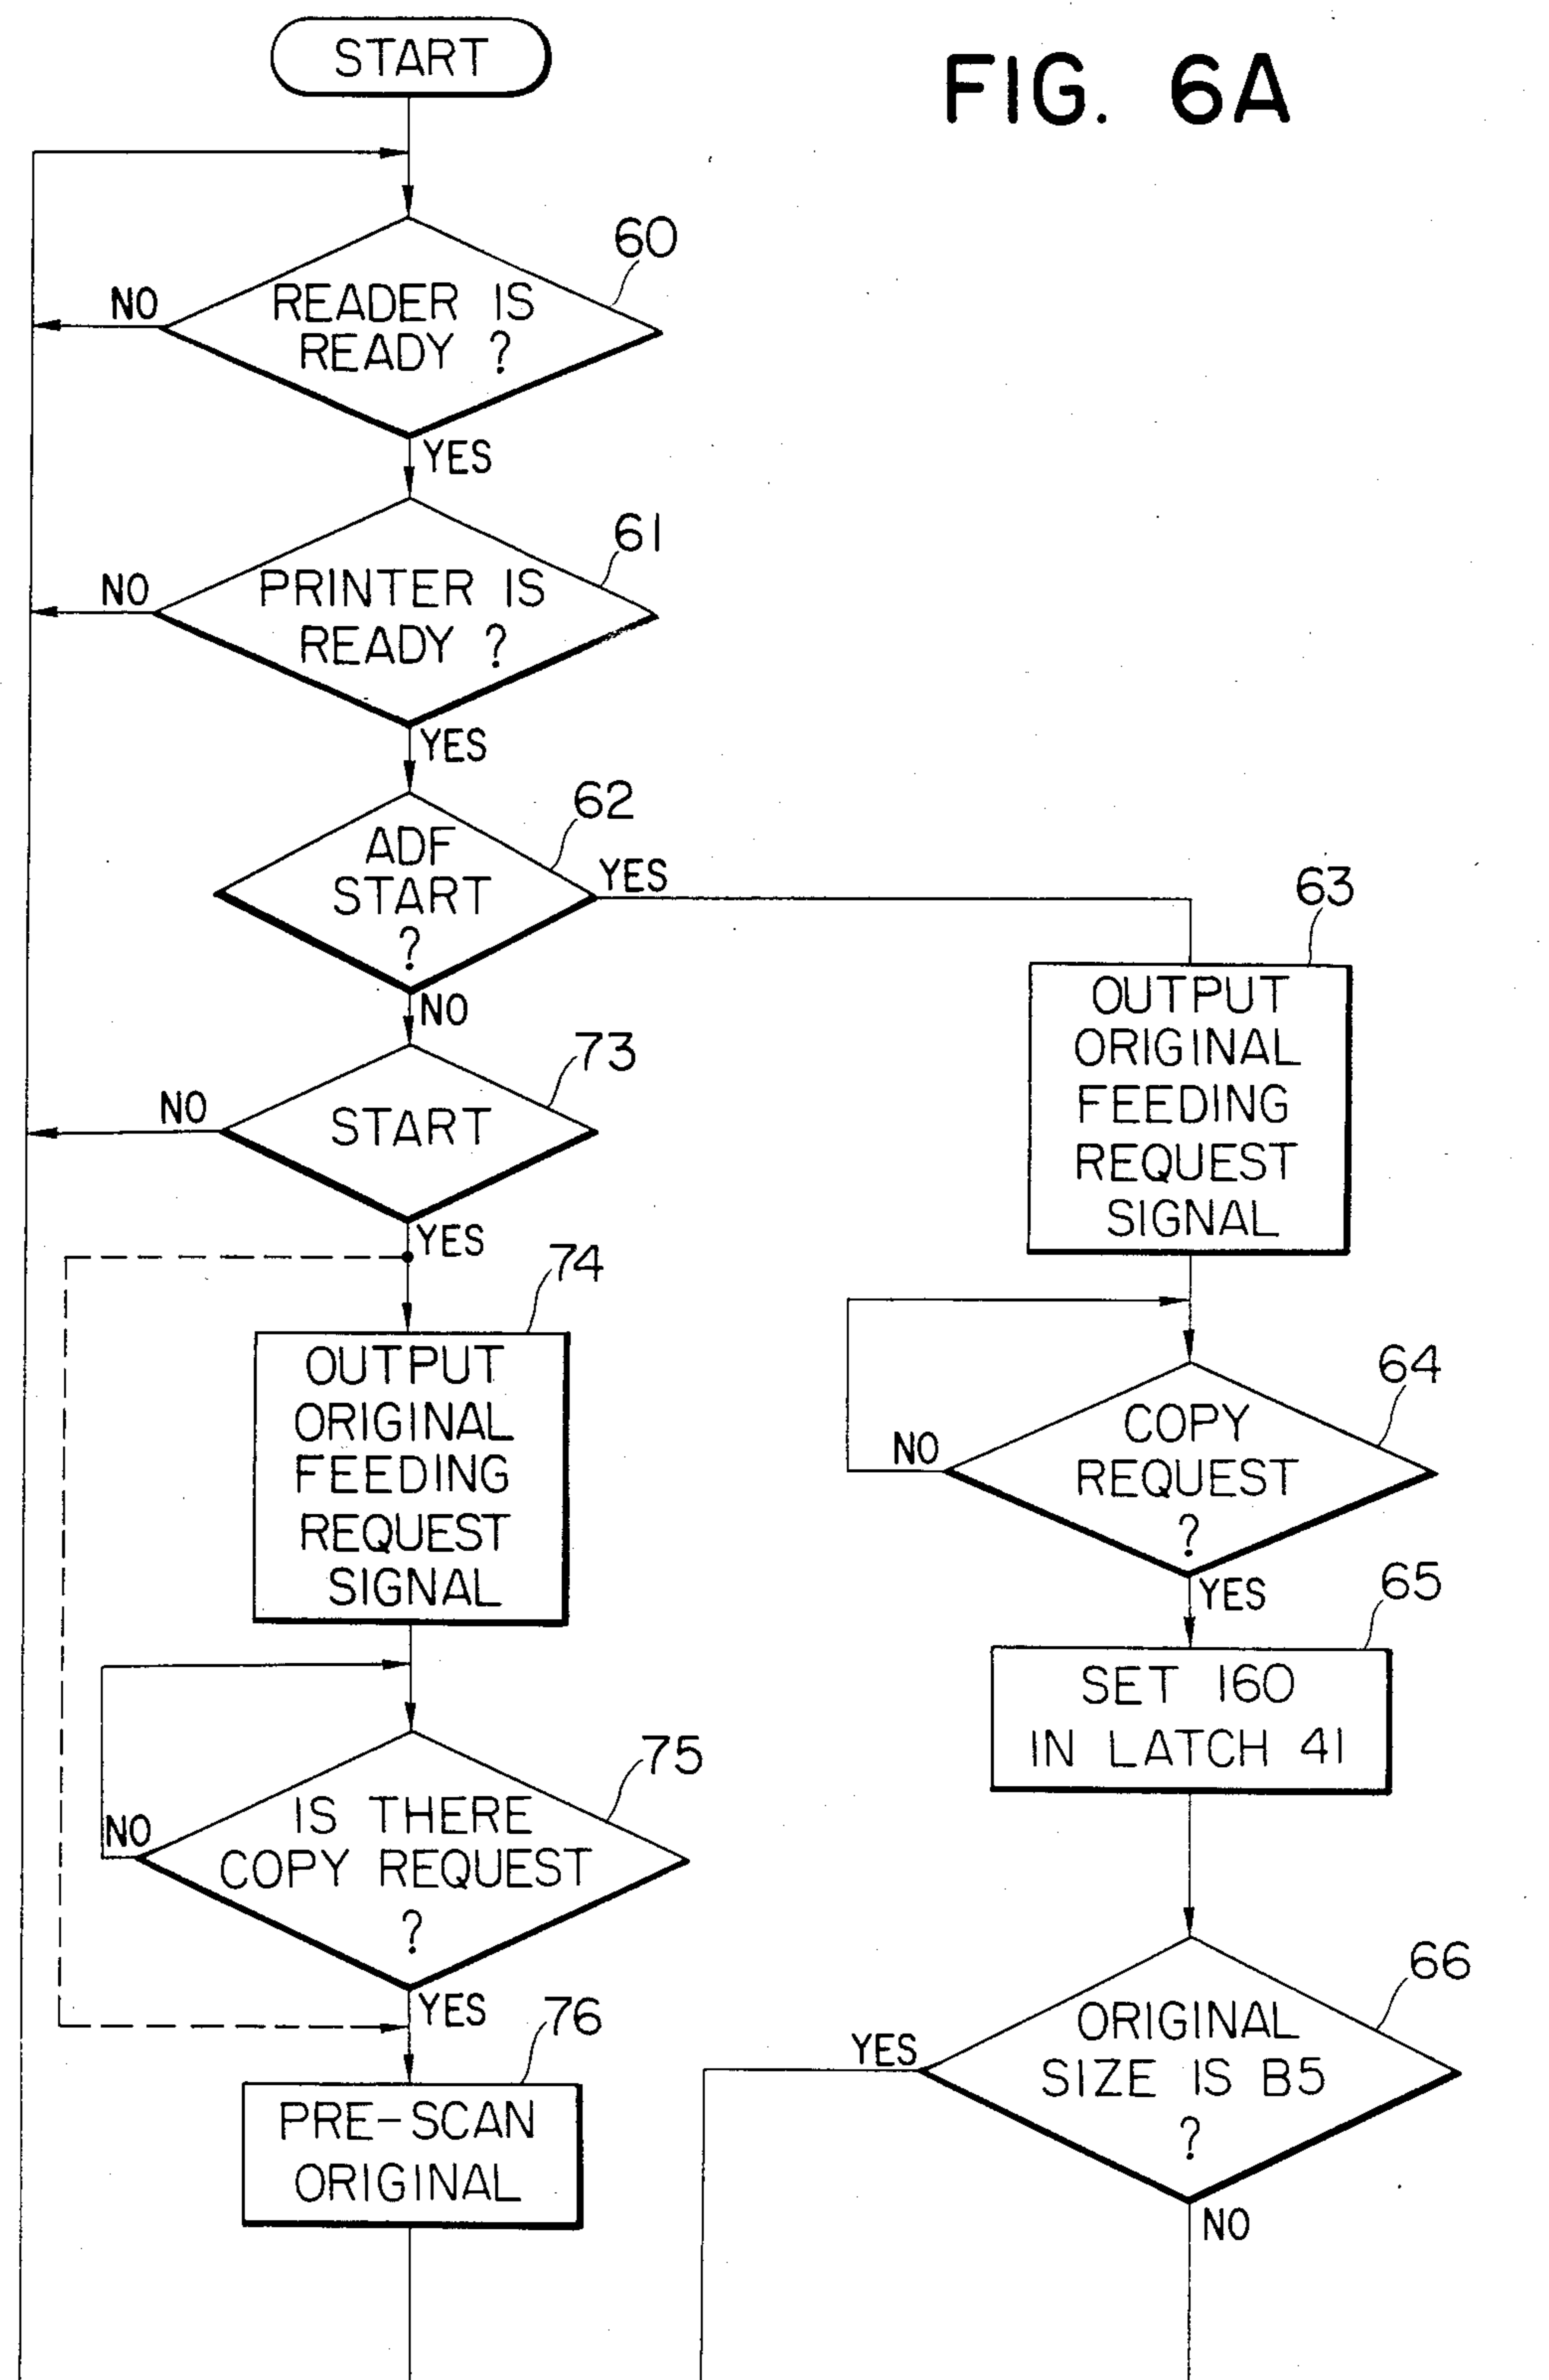 START
FIG. 6A
60
READER IS
READY ?
NO
YES
61
PRINTER IS
READY ?
NO
YES
62
ADF
START
?
YES
NO
73
START
NO
YES
74
OUTPUT
ORIGINAL
FEEDING
REQUEST
SIGNAL
75
IS THERE
COPY REQUEST
?
NO
YES
76
PRE-SCAN
ORIGINAL
63
OUTPUT
ORIGINAL
FEEDING
REQUEST
SIGNAL
64
COPY
REQUEST
?
NO
YES
65
SET 160
IN LATCH 41
66
ORIGINAL
SIZE IS B5
?
YES
NO